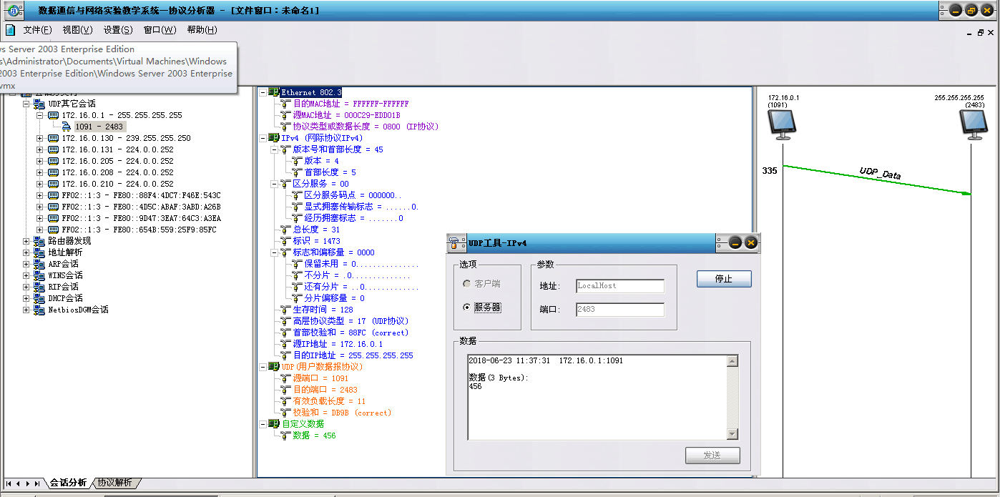 数据通信与网络实验教学系统—协议分析器 - [文件窗口：未命名1]
文件(F) 视图(V) 设置(S) 窗口(W) 帮助(H)
s Server 2003 Enterprise Edition
s\Administrator\Documents\Virtual Machines\Windows
2003 Enterprise Edition\Windows Server 2003 Enterprise
vmx
UDP其它会话
172.16.0.1 - 255.255.255.255
1091 - 2483
172.16.0.130 - 239.255.255.250
172.16.0.131 - 224.0.0.252
172.16.0.205 - 224.0.0.252
172.16.0.208 - 224.0.0.252
172.16.0.210 - 224.0.0.252
FF02::1:3 - FE80::88F4:4DC7:F46E:543C
FF02::1:3 - FE80::4D5C:ABAF:3ABD:A26B
FF02::1:3 - FE80::9D47:3EA7:64C3:A3EA
FF02::1:3 - FE80::654B:559:25F9:85FC
路由器发现
地址解析
ARP会话
WINS会话
RIP会话
DHCP会话
NetbiosDGM会话
会话分析
协议解析
Ethernet 802.3
目的MAC地址 = FFFFFF-FFFFFF
源MAC地址 = 000C29-EDD01B
协议类型或数据长度 = 0800 (IP协议)
IPv4 (网际协议IPv4)
版本号和首部长度 = 45
版本 = 4
首部长度 = 5
区分服务 = 00
区分服务码点 = 000000..
显式拥塞传输标志 = ......0.
经历拥塞标志 = .......0
总长度 = 31
标识 = 1473
标志和偏移量 = 0000
保留未用 = 0...............
不分片 = .0..............
还有分片 = ..0.............
分片偏移量 = 0
生存时间 = 128
高层协议类型 = 17 (UDP协议)
首部校验和 = 88FC (correct)
源IP地址 = 172.16.0.1
目的IP地址 = 255.255.255.255
UDP(用户数据报协议)
源端口 = 1091
目的端口 = 2483
有效负载长度 = 11
校验和 = DB9B (correct)
自定义数据
数据 = 456
172.16.0.1
(1091)
255.255.255.255
(2483)
335
UDP_Data
UDP工具-IPv4
选项
客户端
服务器
参数
地址:
LocalHost
端口:
2483
停止
数据
2018-06-23 11:37:31 172.16.0.1:1091
数据(3 Bytes):
456
发送